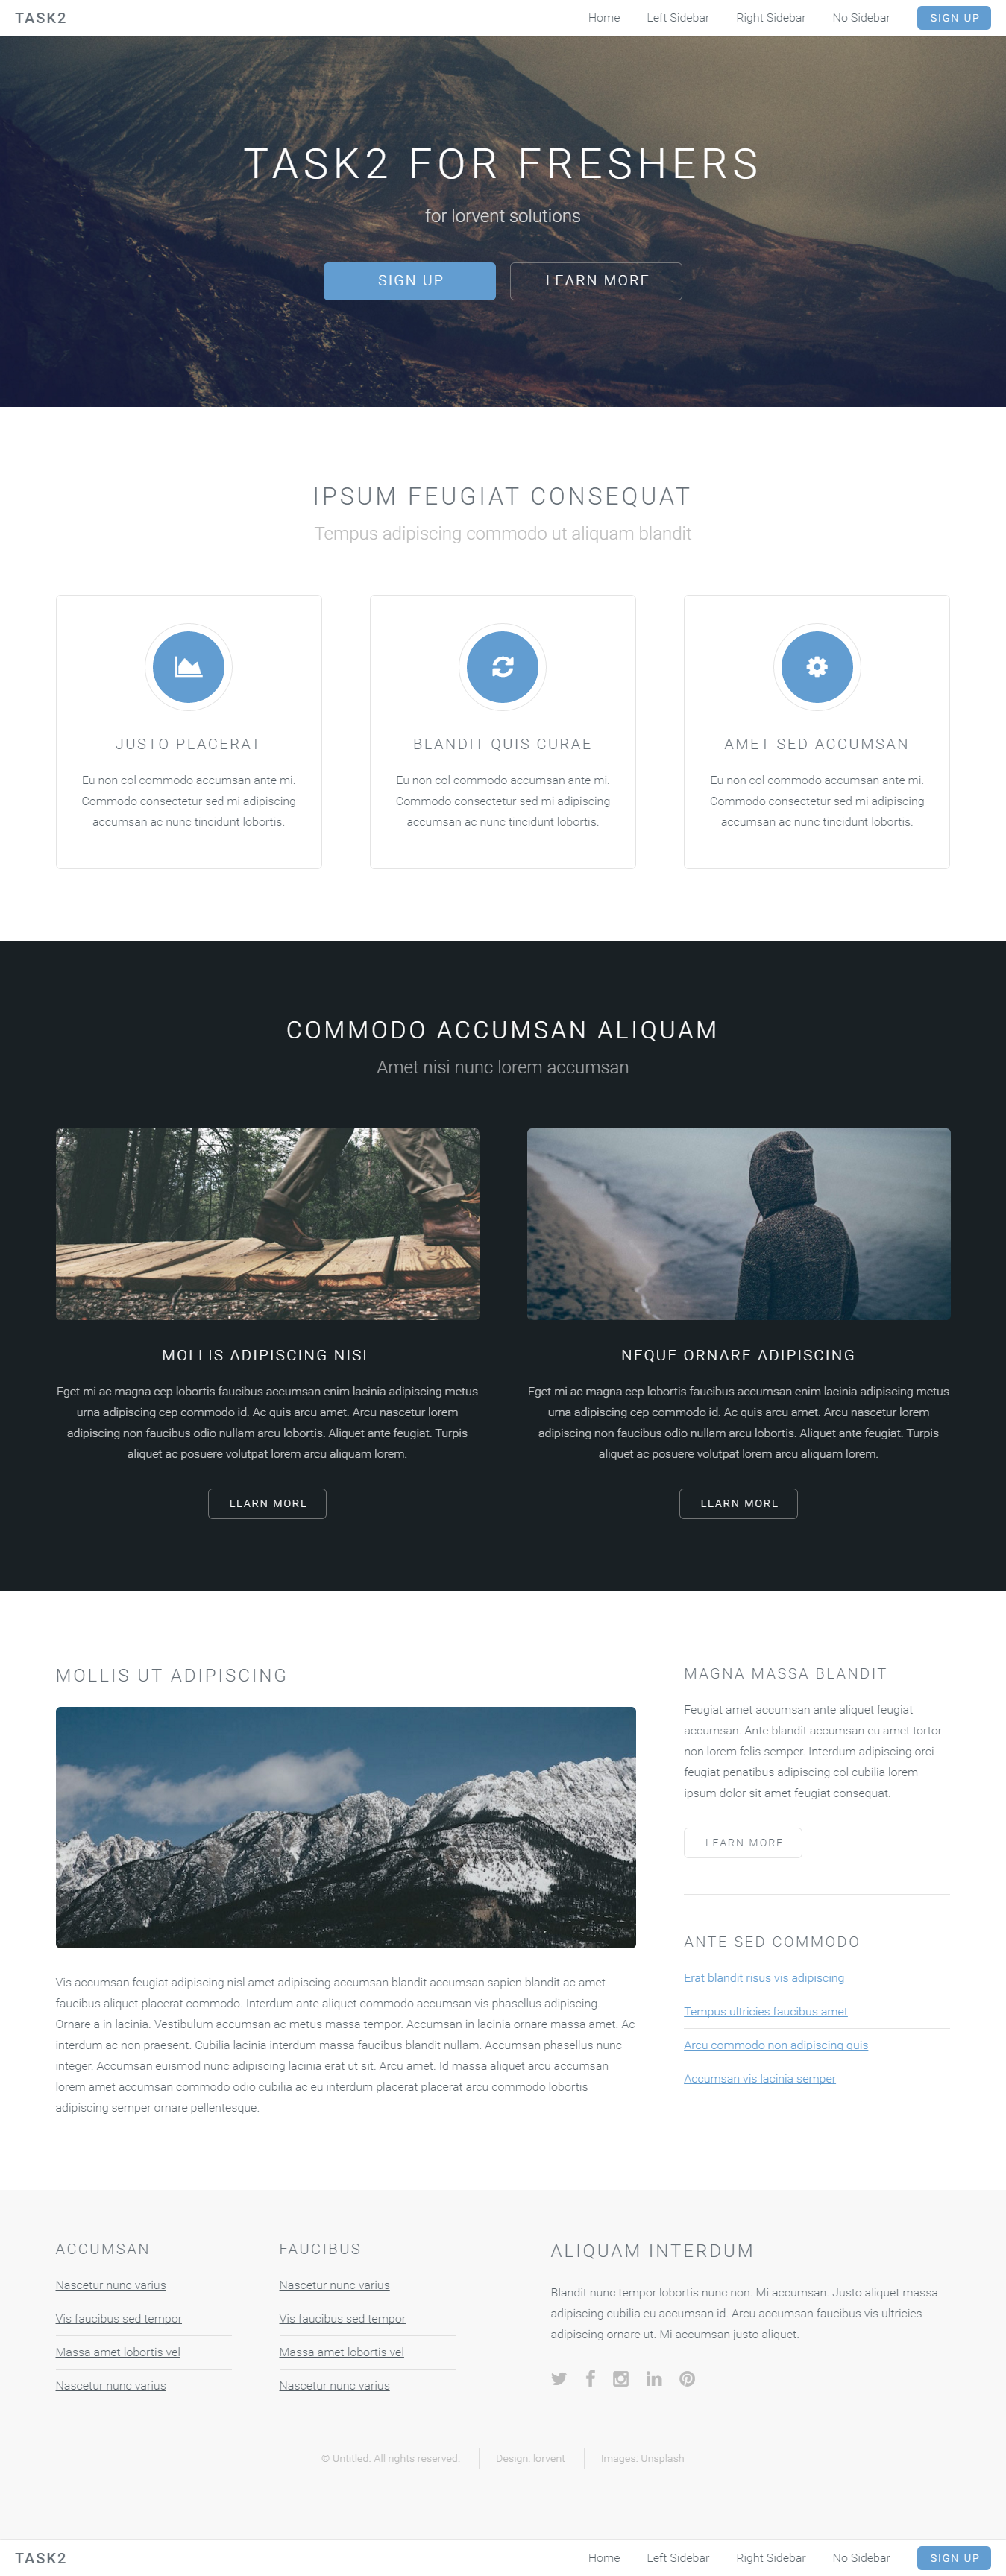 TASK2
Home Left Sidebar Right Sidebar No Sidebar SIGN UP
TASK2 FOR FRESHERS
for lorvent solutions
SIGN UP LEARN MORE
IPSUM FEUGIAT CONSEQUAT
Tempus adipiscing commodo ut aliquam blandit
JUSTO PLACERAT
Eu non col commodo accumsan ante mi.
Commodo consectetur sed mi adipiscing
accumsan ac nunc tincidunt lobortis.
BLANDIT QUIS CURAE
Eu non col commodo accumsan ante mi.
Commodo consectetur sed mi adipiscing
accumsan ac nunc tincidunt lobortis.
AMET SED ACCUMSAN
Eu non col commodo accumsan ante mi.
Commodo consectetur sed mi adipiscing
accumsan ac nunc tincidunt lobortis.
COMMODO ACCUMSAN ALIQUAM
Amet nisi nunc lorem accumsan
MOLLIS ADIPISCING NISL
Eget mi ac magna cep lobortis faucibus accumsan enim lacinia adipiscing metus
urna adipiscing cep commodo id. Ac quis arcu amet. Arcu nascetur lorem
adipiscing non faucibus odio nullam arcu lobortis. Aliquet ante feugiat. Turpis
aliquet ac posuere volutpat lorem arcu aliquam lorem.
LEARN MORE
NEQUE ORNARE ADIPISCING
Eget mi ac magna cep lobortis faucibus accumsan enim lacinia adipiscing metus
urna adipiscing cep commodo id. Ac quis arcu amet. Arcu nascetur lorem
adipiscing non faucibus odio nullam arcu lobortis. Aliquet ante feugiat. Turpis
aliquet ac posuere volutpat lorem arcu aliquam lorem.
LEARN MORE
MOLLIS UT ADIPISCING
Vis accumsan feugiat adipiscing nisl amet adipiscing accumsan blandit accumsan sapien blandit ac amet
faucibus aliquet placerat commodo. Interdum ante aliquet commodo accumsan vis phasellus adipiscing.
Ornare a in lacinia. Vestibulum accumsan ac metus massa tempor. Accumsan in lacinia ornare massa amet. Ac
interdum ac non praesent. Cubilia lacinia interdum massa faucibus blandit nullam. Accumsan phasellus nunc
integer. Accumsan euismod nunc adipiscing lacinia erat ut sit. Arcu amet. Id massa aliquet arcu accumsan
lorem amet accumsan commodo odio cubilia ac eu interdum placerat placerat arcu commodo lobortis
adipiscing semper ornare pellentesque.
MAGNA MASSA BLANDIT
Feugiat amet accumsan ante aliquet feugiat
accumsan. Ante blandit accumsan eu amet tortor
non lorem felis semper. Interdum adipiscing orci
feugiat penatibus adipiscing col cubilia lorem
ipsum dolor sit amet feugiat consequat.
LEARN MORE
ANTE SED COMMODO
Erat blandit risus vis adipiscing
Tempus ultricies faucibus amet
Arcu commodo non adipiscing quis
Accumsan vis lacinia semper
ACCUMSAN
Nascetur nunc varius
Vis faucibus sed tempor
Massa amet lobortis vel
Nascetur nunc varius
FAUCIBUS
Nascetur nunc varius
Vis faucibus sed tempor
Massa amet lobortis vel
Nascetur nunc varius
ALIQUAM INTERDUM
Blandit nunc tempor lobortis nunc non. Mi accumsan. Justo aliquet massa
adipiscing cubilia eu accumsan id. Arcu accumsan faucibus vis ultricies
adipiscing ornare ut. Mi accumsan justo aliquet.
© Untitled. All rights reserved. Design: lorvent Images: Unsplash
TASK2
Home Left Sidebar Right Sidebar No Sidebar SIGN UP